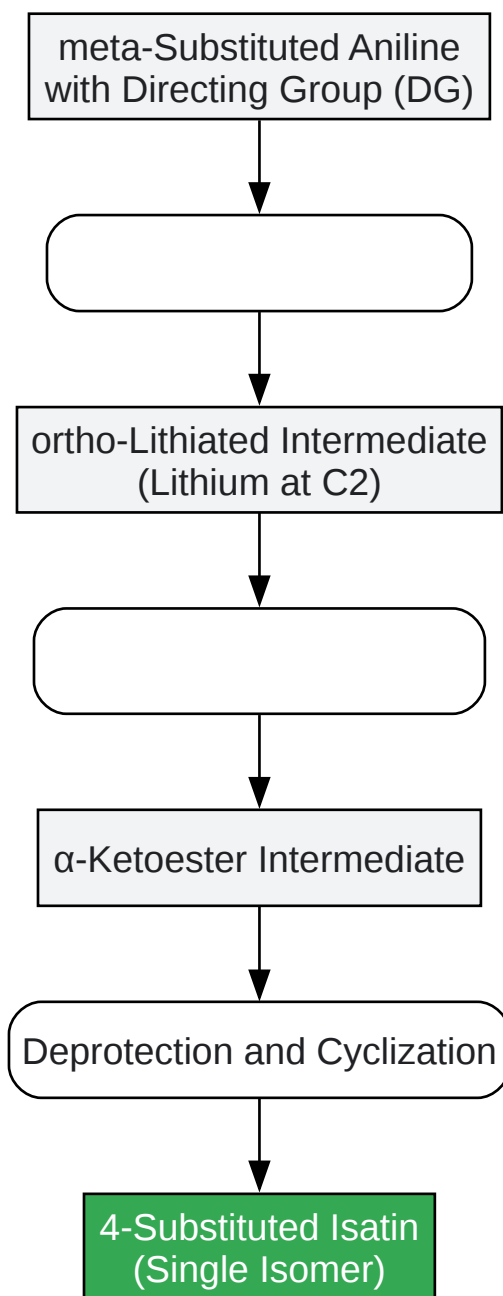 meta-Substituted Aniline
with Directing Group (DG)
ortho-Lithiated Intermediate
(Lithium at C2)
α-Ketoester Intermediate
Deprotection and Cyclization
4-Substituted Isatin
(Single Isomer)